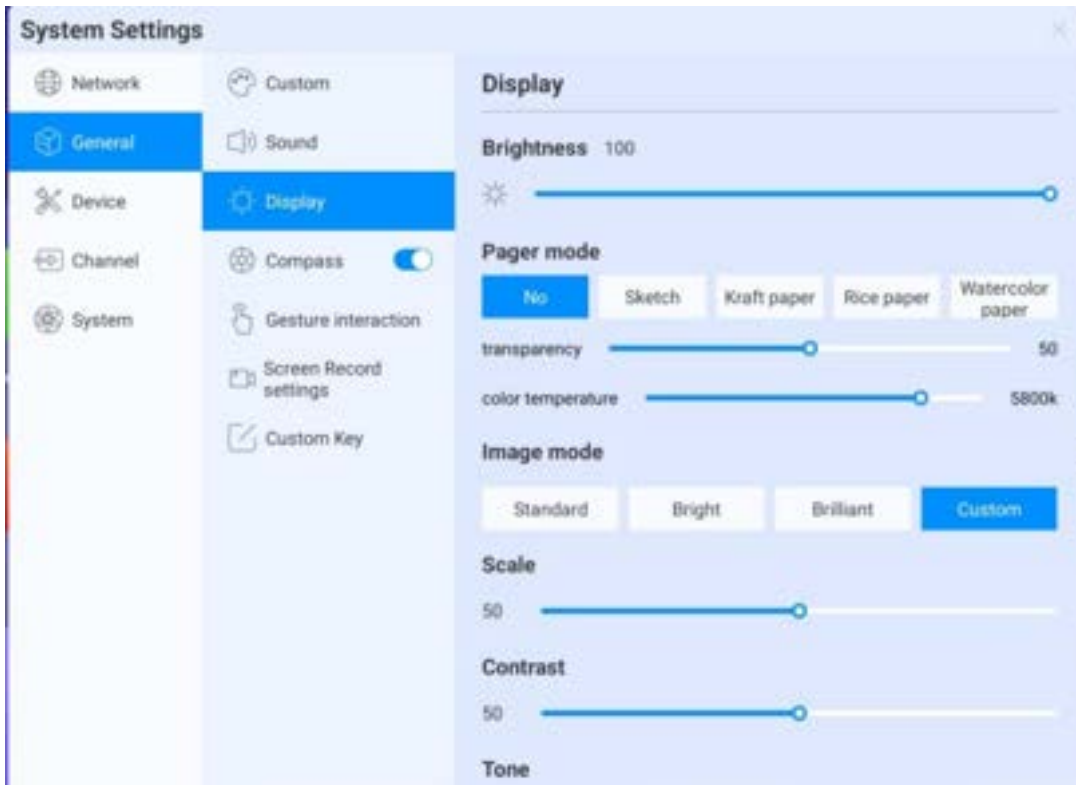 System Settings
Network
General
Device
Channel
System
Custom
Sound
Display
Compass
Gesture interaction
Screen Record
settings
Custom Key
Display
Brightness 100
Pager mode
No Sketch Kraft paper Rice paper Watercolor
paper
transparency 50
color temperature 5800k
Image mode
Standard Bright Brilliant Custom
Scale
50
Contrast
50
Tone